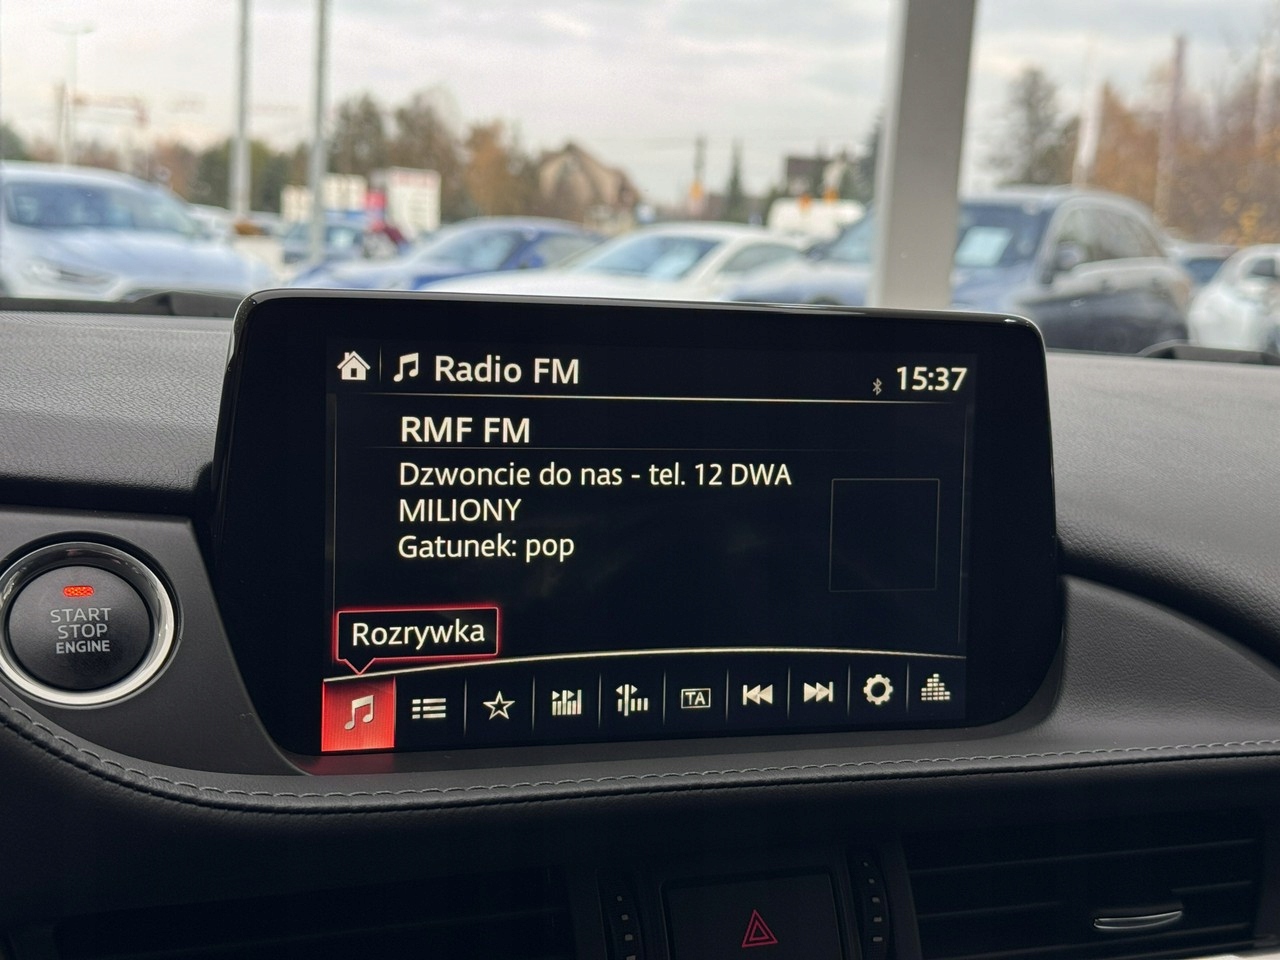 Radio FM
15:37
RMF FM
Dzwoncie do nas - tel. 12 DWA
MILIONY
Gatunek: pop
Rozrywka
TA
START
STOP
ENGINE